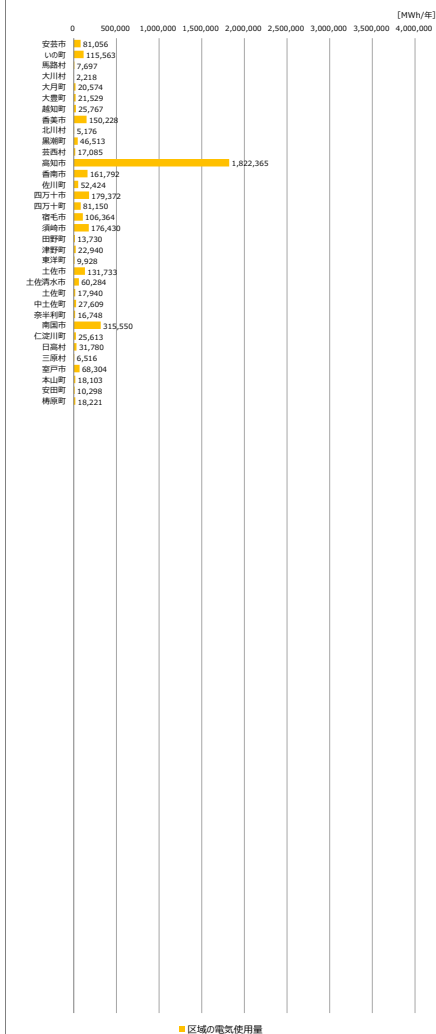 [MWh/年]
0 500,000 1,000,000 1,500,000 2,000,000 2,500,000 3,000,000 3,500,000 4,000,000
安芸市 81,056
いの町 115,563
馬路村 7,697
大川村 2,218
大月町 20,574
大豊町 21,529
越知町 25,767
香美市 150,228
北川村 5,176
黒潮町 46,513
芸西村 17,085
高知市 1,822,365
香南市 161,792
佐川町 52,424
四万十市 179,372
四万十町 81,150
宿毛市 106,364
須崎市 176,430
田野町 13,730
津野町 22,940
東洋町 9,928
土佐市 131,733
土佐清水市 60,284
土佐町 17,940
中土佐町 27,609
奈半利町 16,748
南国市 315,550
仁淀川町 25,613
日高村 31,780
三原村 6,516
室戸市 68,304
本山町 18,103
安田町 10,298
梼原町 18,221
区域の電気使用量